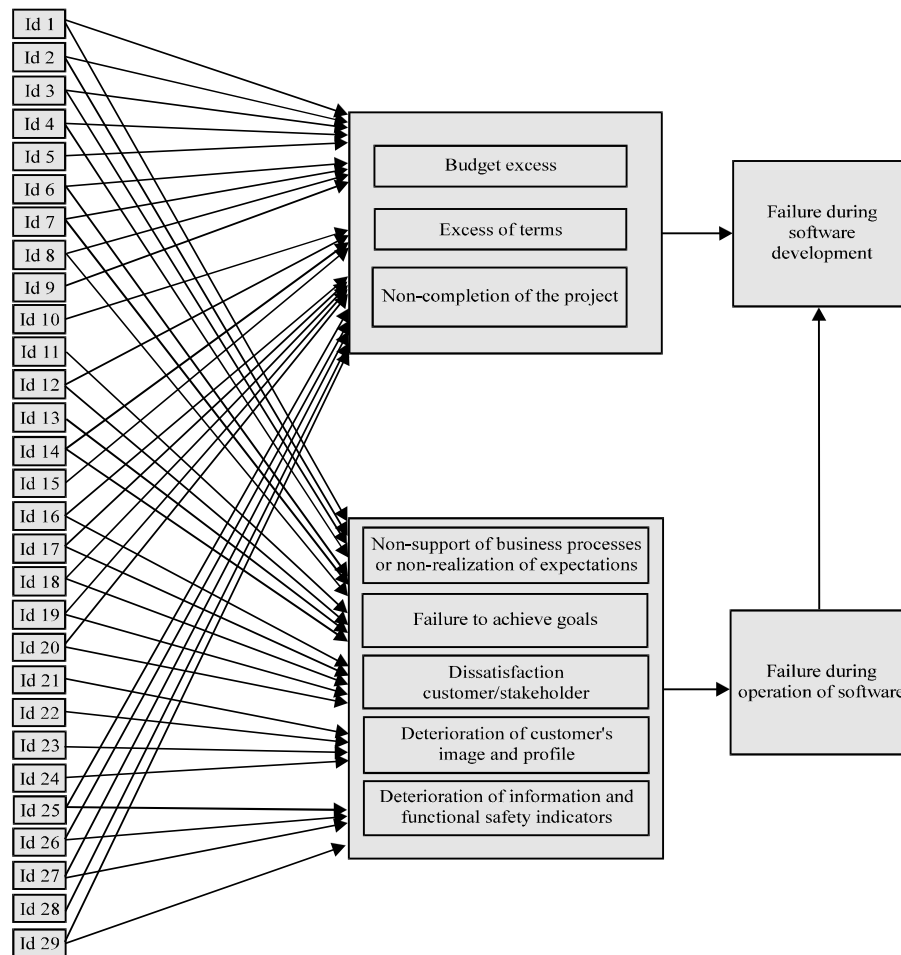 Id 1
Id 2
Id 3
Id 4
Id 5
Id 6
Id 7
Id 8
Id 9
Id 10
Id 11
Id 12
Id 13
Id 14
Id 15
Id 16
Id 17
Id 18
Id 19
Id 20
Id 21
Id 22
Id 23
Id 24
Id 25
Id 26
Id 27
Id 28
Id 29
Budget excess
Excess of terms
Non-completion of the project
Non-support of business processes
or non-realization of expectations
Failure to achieve goals
Dissatisfaction
customer/stakeholder
Deterioration of customer's
image and profile
Deterioration of information and
functional safety indicators
Failure during
software
development
Failure during
operation of software